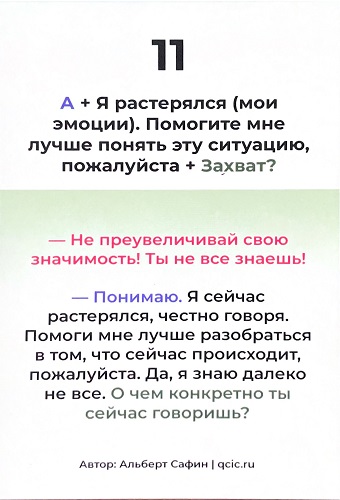 11
А + Я растерялся (мои
эмоции). Помогите мне
лучше понять эту ситуацию,
пожалуйста + Захват?
— Не преувеличивай свою
значимость! Ты не все знаешь!
— Понимаю. Я сейчас
растерялся, честно говоря.
Помоги мне лучше разобраться
в том, что сейчас происходит,
пожалуйста. Да, я знаю далеко
не все. О чем конкретно ты
сейчас говоришь?
Автор: Альберт Сафин | qcic.ru